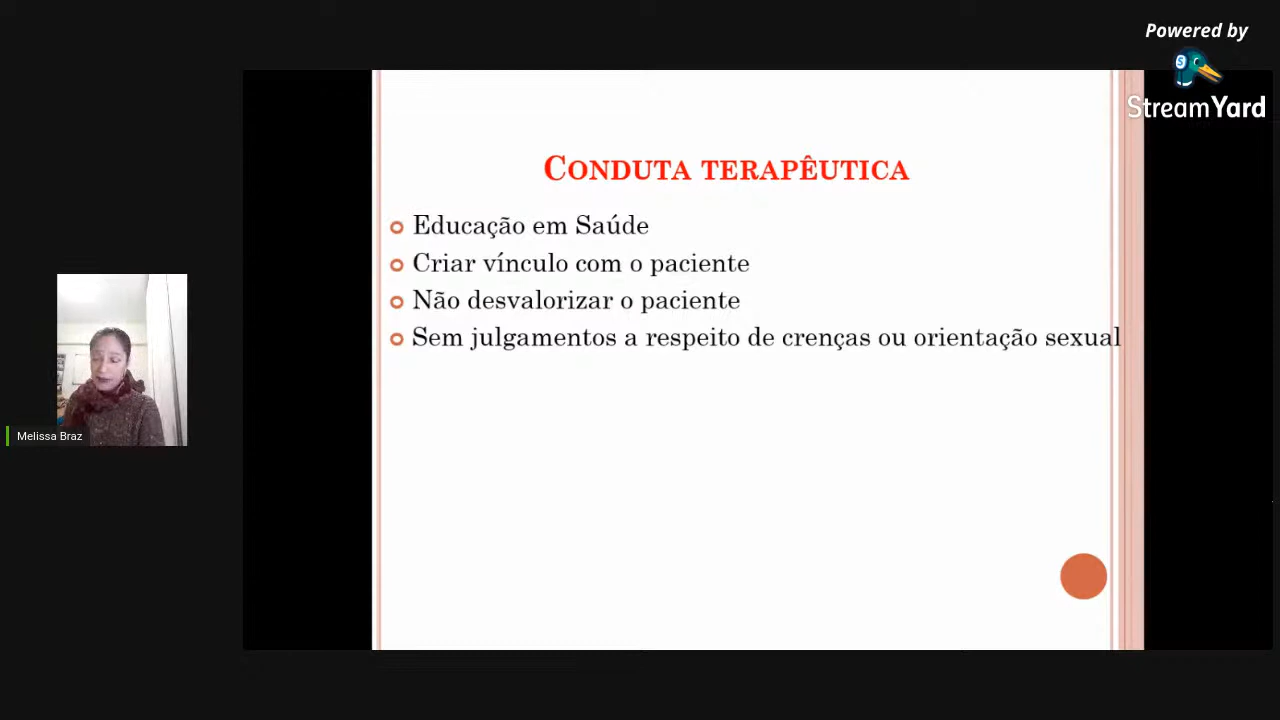 Powered by
StreamYard
CONDUTA TERAPÊUTICA
Educação em Saúde
Criar vínculo com o paciente
Não desvalorizar o paciente
Sem julgamentos a respeito de crenças ou orientação sexual
Melissa Braz